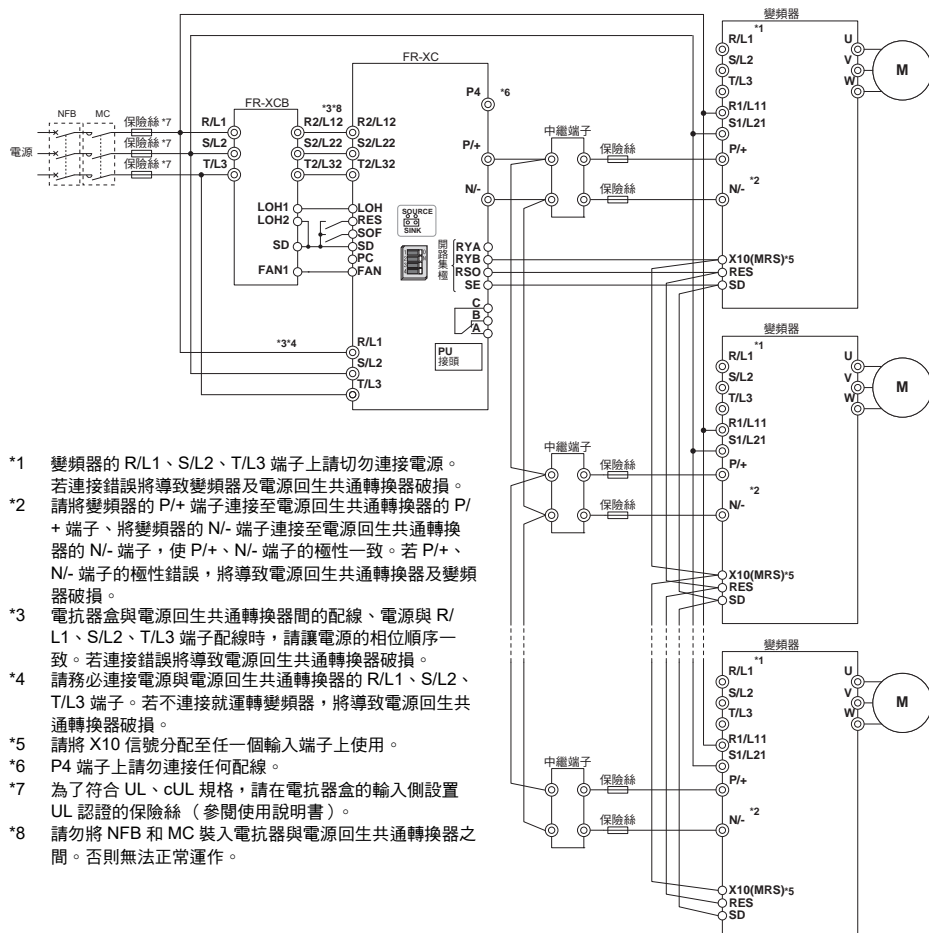 變頻器
R/L1 *1
S/L2
T/L3
R1/L11
S1/L21
P/+
N/- *2
X10(MRS)*5
RES
SD
U
V
W
M
FR-XC
P4 *6
P/+
N/-
R2/L12
S2/L22
T2/L32
LOH
RES
SOF
SD
PC
FAN
SOURCE
SINK
開路集極
RYA
RYB
RSO
SE
C
B
A
PU
接頭
*3*4
R/L1
S/L2
T/L3
FR-XCB
*3*8
R/L1
S/L2
T/L3
R2/L12
S2/L22
T2/L32
LOH1
LOH2
SD
FAN1
NFB
MC
電源
保險絲 *7
保險絲 *7
保險絲 *7
中繼端子
保險絲
保險絲
變頻器
R/L1 *1
S/L2
T/L3
R1/L11
S1/L21
P/+
N/- *2
X10(MRS)*5
RES
SD
U
V
W
M
中繼端子
保險絲
保險絲
變頻器
R/L1 *1
S/L2
T/L3
R1/L11
S1/L21
P/+
N/- *2
X10(MRS)*5
RES
SD
U
V
W
M
中繼端子
保險絲
保險絲
*1 變頻器的 R/L1、S/L2、T/L3 端子上請切勿連接電源。
若連接錯誤將導致變頻器及電源回生共通轉換器破損。
*2 請將變頻器的 P/+ 端子連接至電源回生共通轉換器的 P/
+ 端子、將變頻器的 N/- 端子連接至電源回生共通轉換
器的 N/- 端子，使 P/+、N/- 端子的極性一致。若 P/+、
N/- 端子的極性錯誤，將導致電源回生共通轉換器及變頻
器破損。
*3 電抗器盒與電源回生共通轉換器間的配線、電源與 R/
L1、S/L2、T/L3 端子配線時，請讓電源的相位順序一
致。若連接錯誤將導致電源回生共通轉換器破損。
*4 請務必連接電源與電源回生共通轉換器的 R/L1、S/L2、
T/L3 端子。若不連接就運轉變頻器，將導致電源回生共
通轉換器破損。
*5 請將 X10 信號分配至任一個輸入端子上使用。
*6 P4 端子上請勿連接任何配線。
*7 為了符合 UL、cUL 規格，請在電抗器盒的輸入側設置
UL 認證的保險絲 （參閱使用說明書）。
*8 請勿將 NFB 和 MC 裝入電抗器與電源回生共通轉換器之
間。否則無法正常運作。